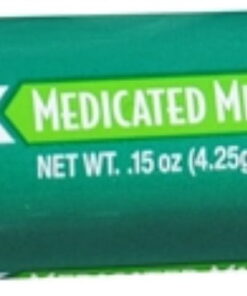 MEDICATED
NET WT. .15 oz (4.25g